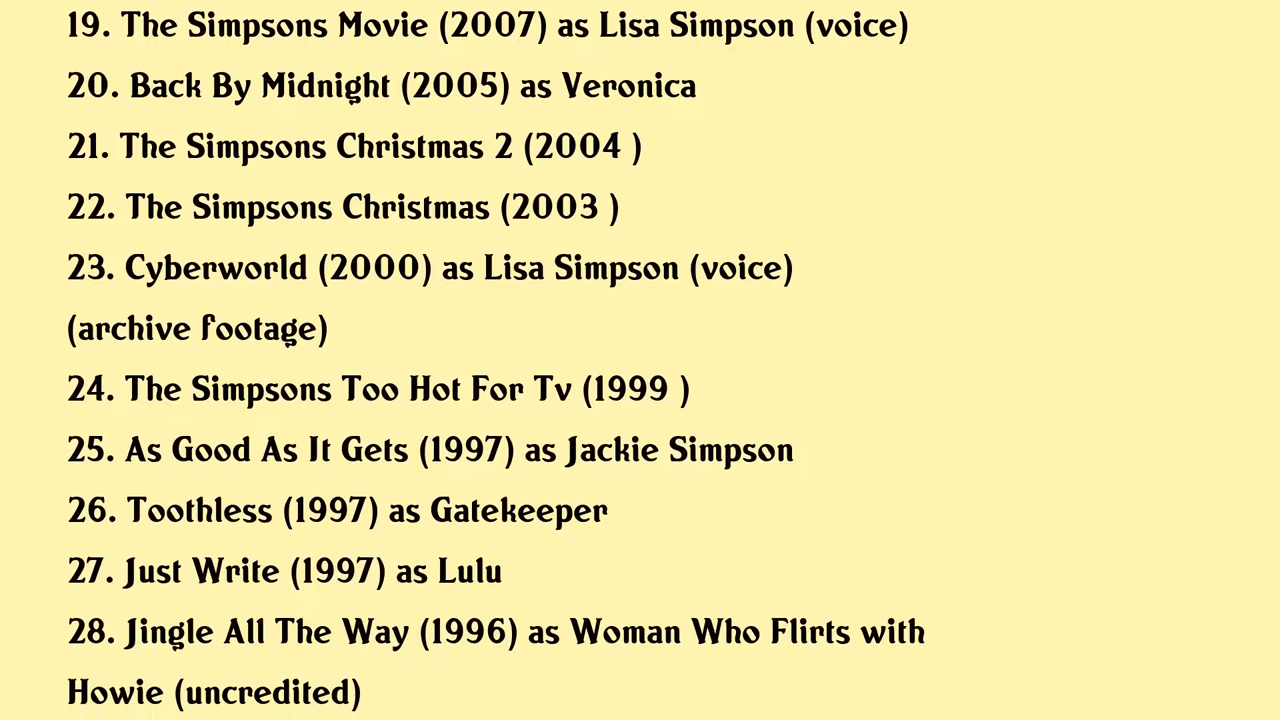 19. The Simpsons Movie (2007) as Lisa Simpson (voice)
20. Back By Midnight (2005) as Veronica
21. The Simpsons Christmas 2 (2004 )
22. The Simpsons Christmas (2003 )
23. Cyberworld (2000) as Lisa Simpson (voice)
(archive footage)
24. The Simpsons Too Hot For Tv (1999 )
25. As Good As It Gets (1997) as Jackie Simpson
26. Toothless (1997) as Gatekeeper
27. Just Write (1997) as Lulu
28. Jingle All The Way (1996) as Woman Who Flirts with
Howie (uncredited)